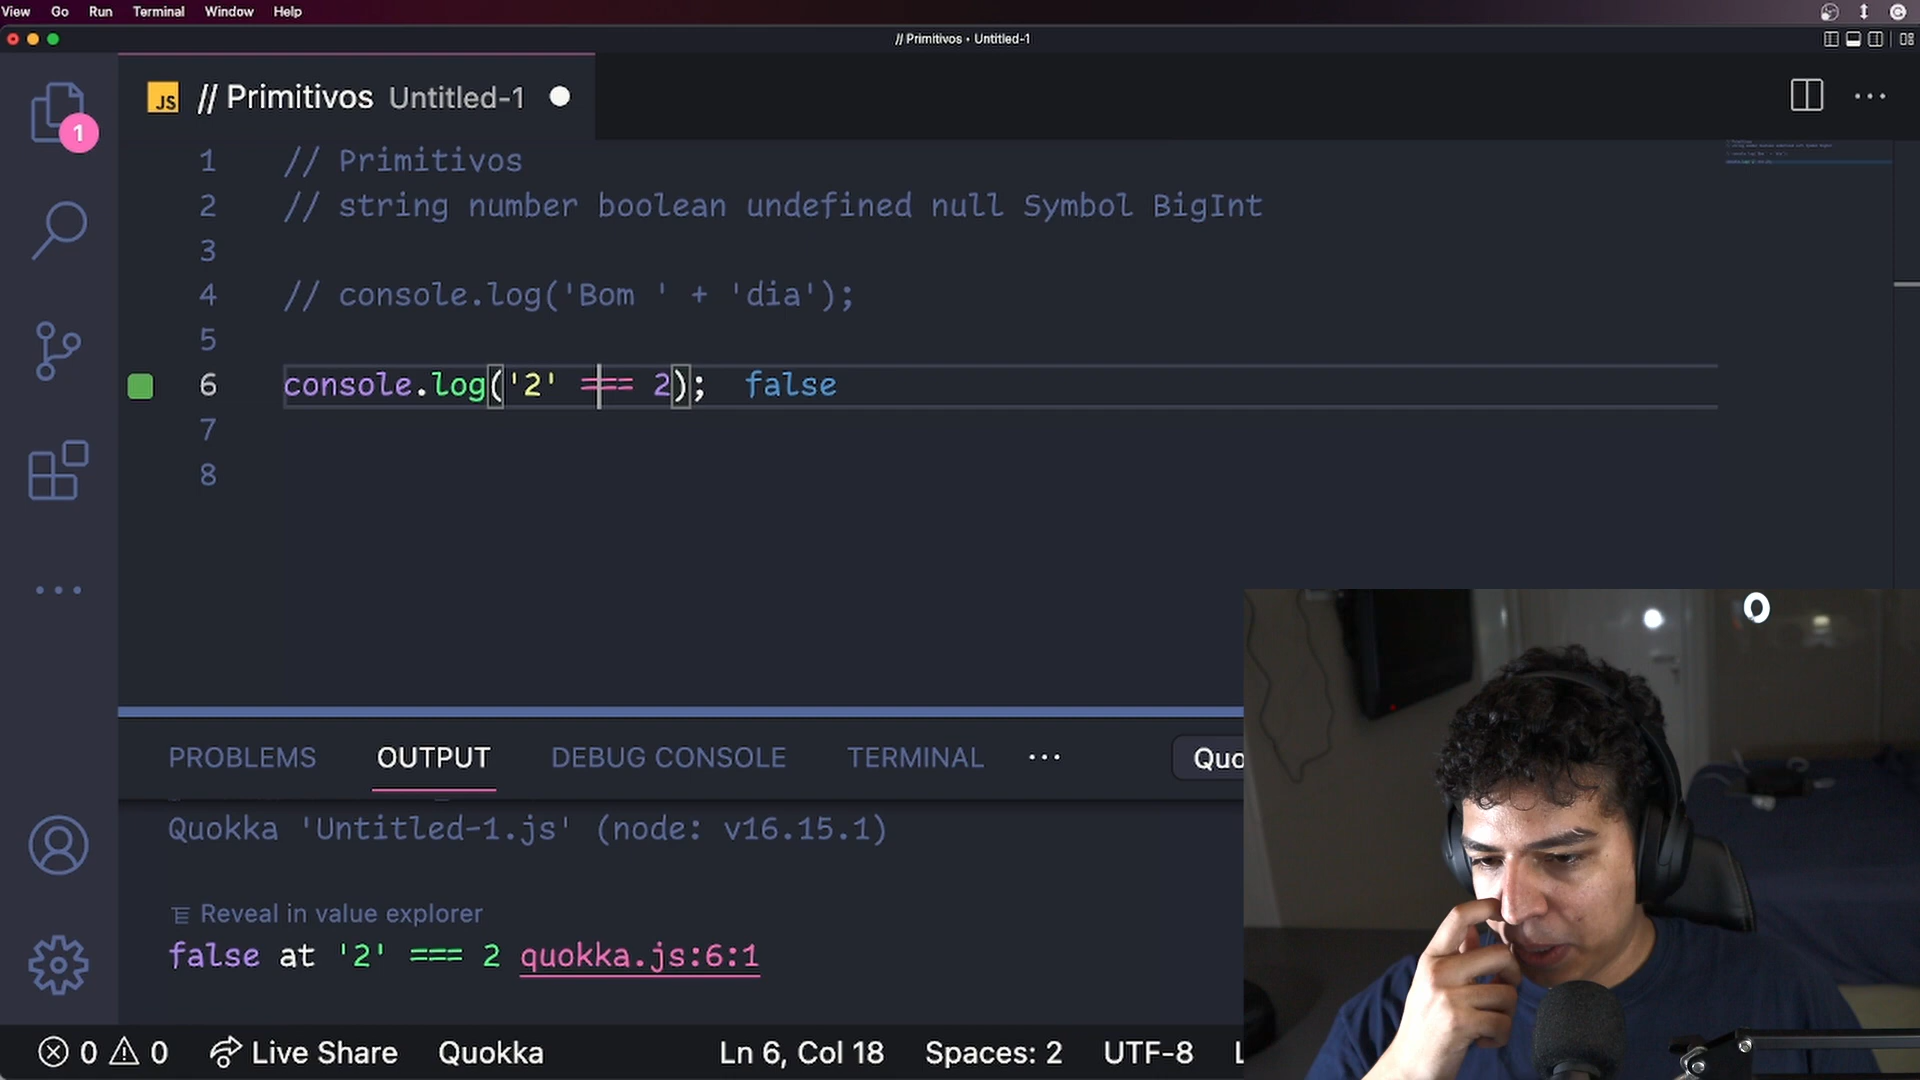 View Go Run Terminal Window Help
// Primitivos • Untitled-1
JS // Primitivos Untitled-1
1
1 // Primitivos
2 // string number boolean undefined null Symbol BigInt
3
4 // console.log('Bom ' + 'dia');
5
6 console.log('2' === 2); false
7
8
PROBLEMS OUTPUT DEBUG CONSOLE TERMINAL ... Quo
Quokka 'Untitled-1.js' (node: v16.15.1)
Reveal in value explorer
false at '2' === 2 quokka.js:6:1
0 0 Live Share Quokka Ln 6, Col 18 Spaces: 2 UTF-8 L